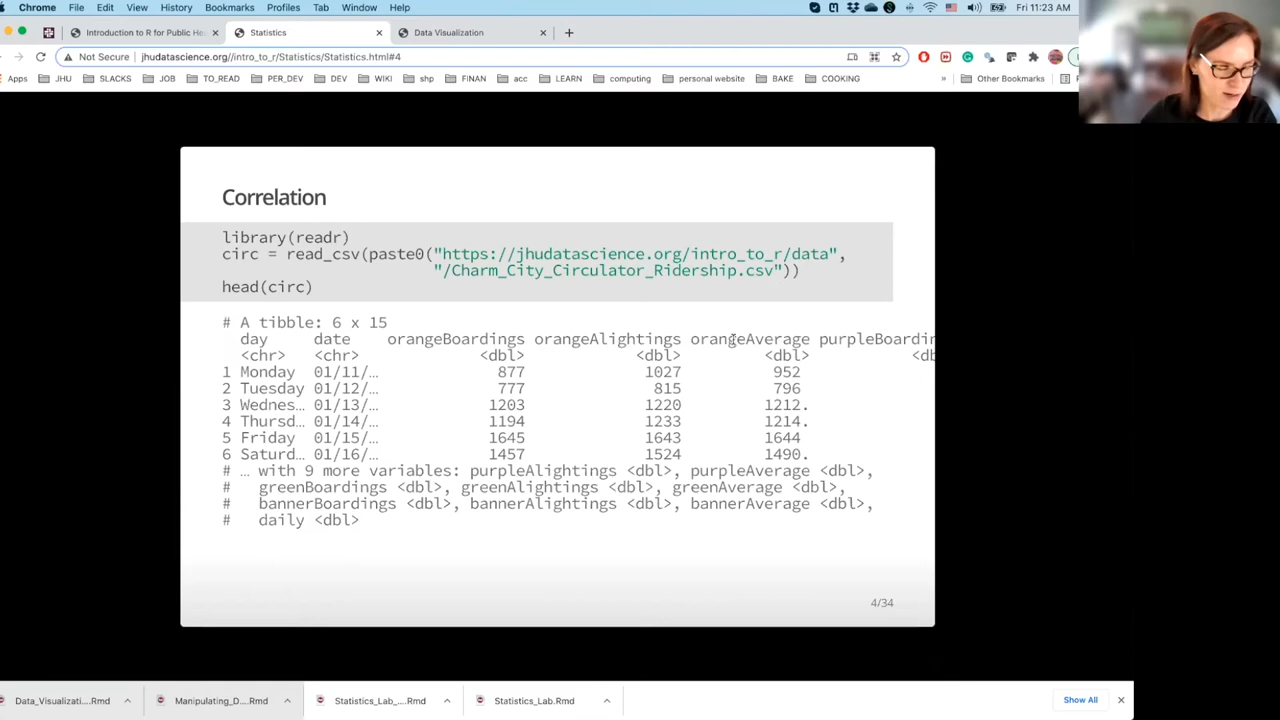 Chrome File Edit View History Bookmarks Profiles Tab Window Help Fri 11:23 AM
Introduction to R for Public He Statistics Data Visualization
Not Secure jhudatascience.org//intro_to_r/Statistics/Statistics.html#4
Apps JHU SLACKS JOB TO_READ PER_DEV DEV WIKI shp FINAN acc LEARN computing personal website BAKE COOKING » Other Bookmarks
Correlation
library(readr)
circ = read_csv(paste0("https://jhudatascience.org/intro_to_r/data",
"/Charm_City_Circulator_Ridership.csv"))
head(circ)
# A tibble: 6 x 15
day date orangeBoardings orangeAlightings orangeAverage purpleBoardin
<chr> <chr> <dbl> <dbl> <dbl> <db
1 Monday 01/11/… 877 1027 952
2 Tuesday 01/12/… 777 815 796
3 Wednes… 01/13/… 1203 1220 1212.
4 Thursd… 01/14/… 1194 1233 1214.
5 Friday 01/15/… 1645 1643 1644
6 Saturd… 01/16/… 1457 1524 1490.
# … with 9 more variables: purpleAlightings <dbl>, purpleAverage <dbl>,
# greenBoardings <dbl>, greenAlightings <dbl>, greenAverage <dbl>,
# bannerBoardings <dbl>, bannerAlightings <dbl>, bannerAverage <dbl>,
# daily <dbl>
4/34
Data_Visualizati....Rmd Manipulating_D....Rmd Statistics_Lab_....Rmd Statistics_Lab.Rmd Show All